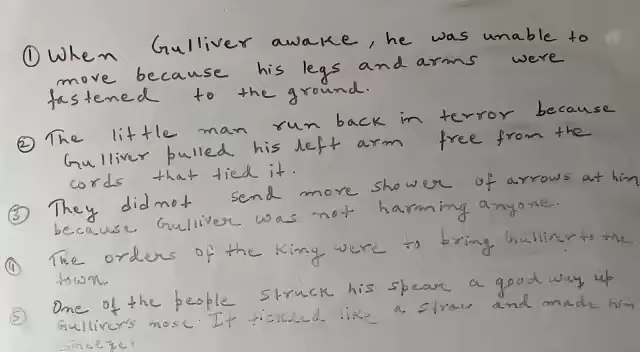 ① When Gulliver awake, he was unable to
move because his legs and arms were
fastened to the ground.
② The little man run back in terror because
Gulliver pulled his left arm free from the
cords that tied it.
③ They did not send more shower of arrows at him
because Gulliver was not harming anyone.
④ The orders of the King were to bring Gulliver to the
town.
⑤ One of the people struck his spear a good way up
Gulliver's nose. It tickled like a straw and made him